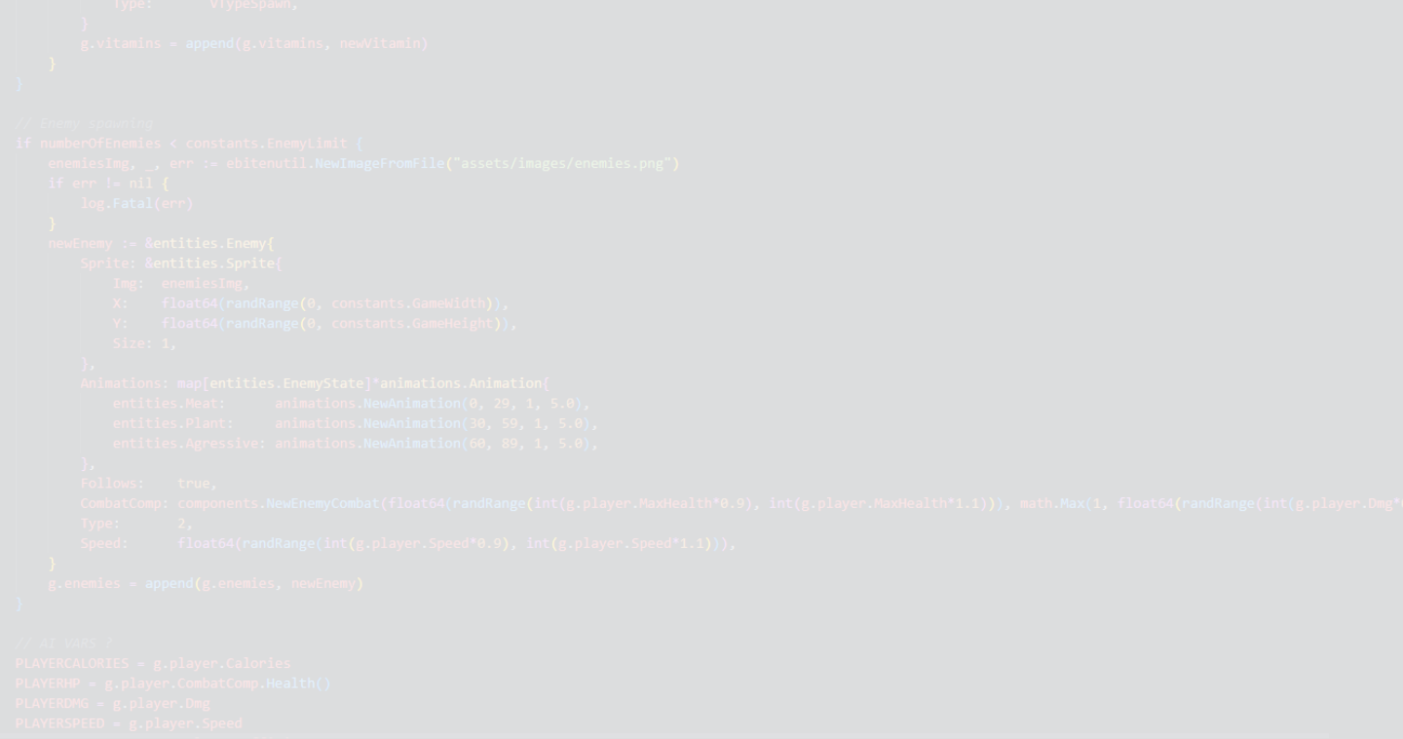 Type: VTypeSpawn,
}
g.vitamins = append(g.vitamins, newVitamin)
}
}
// Enemy spawning
if numberOfEnemies < constants.EnemyLimit {
enemiesImg, _, err := ebitenutil.NewImageFromFile("assets/images/enemies.png")
if err != nil {
log.Fatal(err)
}
newEnemy := &entities.Enemy{
Sprite: &entities.Sprite{
Img: enemiesImg,
X: float64(randRange(0, constants.GameWidth)),
Y: float64(randRange(0, constants.GameHeight)),
Size: 1,
},
Animations: map[entities.EnemyState]*animations.Animation{
entities.Meat: animations.NewAnimation(0, 29, 1, 5.0),
entities.Plant: animations.NewAnimation(30, 59, 1, 5.0),
entities.Agressive: animations.NewAnimation(60, 89, 1, 5.0),
},
Follows: true,
CombatComp: components.NewEnemyCombat(float64(randRange(int(g.player.MaxHealth*0.9), int(g.player.MaxHealth*1.1))), math.Max(1, float64(randRange(int(g.player.Dmg*
Type: 2,
Speed: float64(randRange(int(g.player.Speed*0.9), int(g.player.Speed*1.1))),
}
g.enemies = append(g.enemies, newEnemy)
}
// AI VARS ?
PLAYERCALORIES = g.player.Calories
PLAYERHP = g.player.CombatComp.Health()
PLAYERDMG = g.player.Dmg
PLAYERSPEED = g.player.Speed